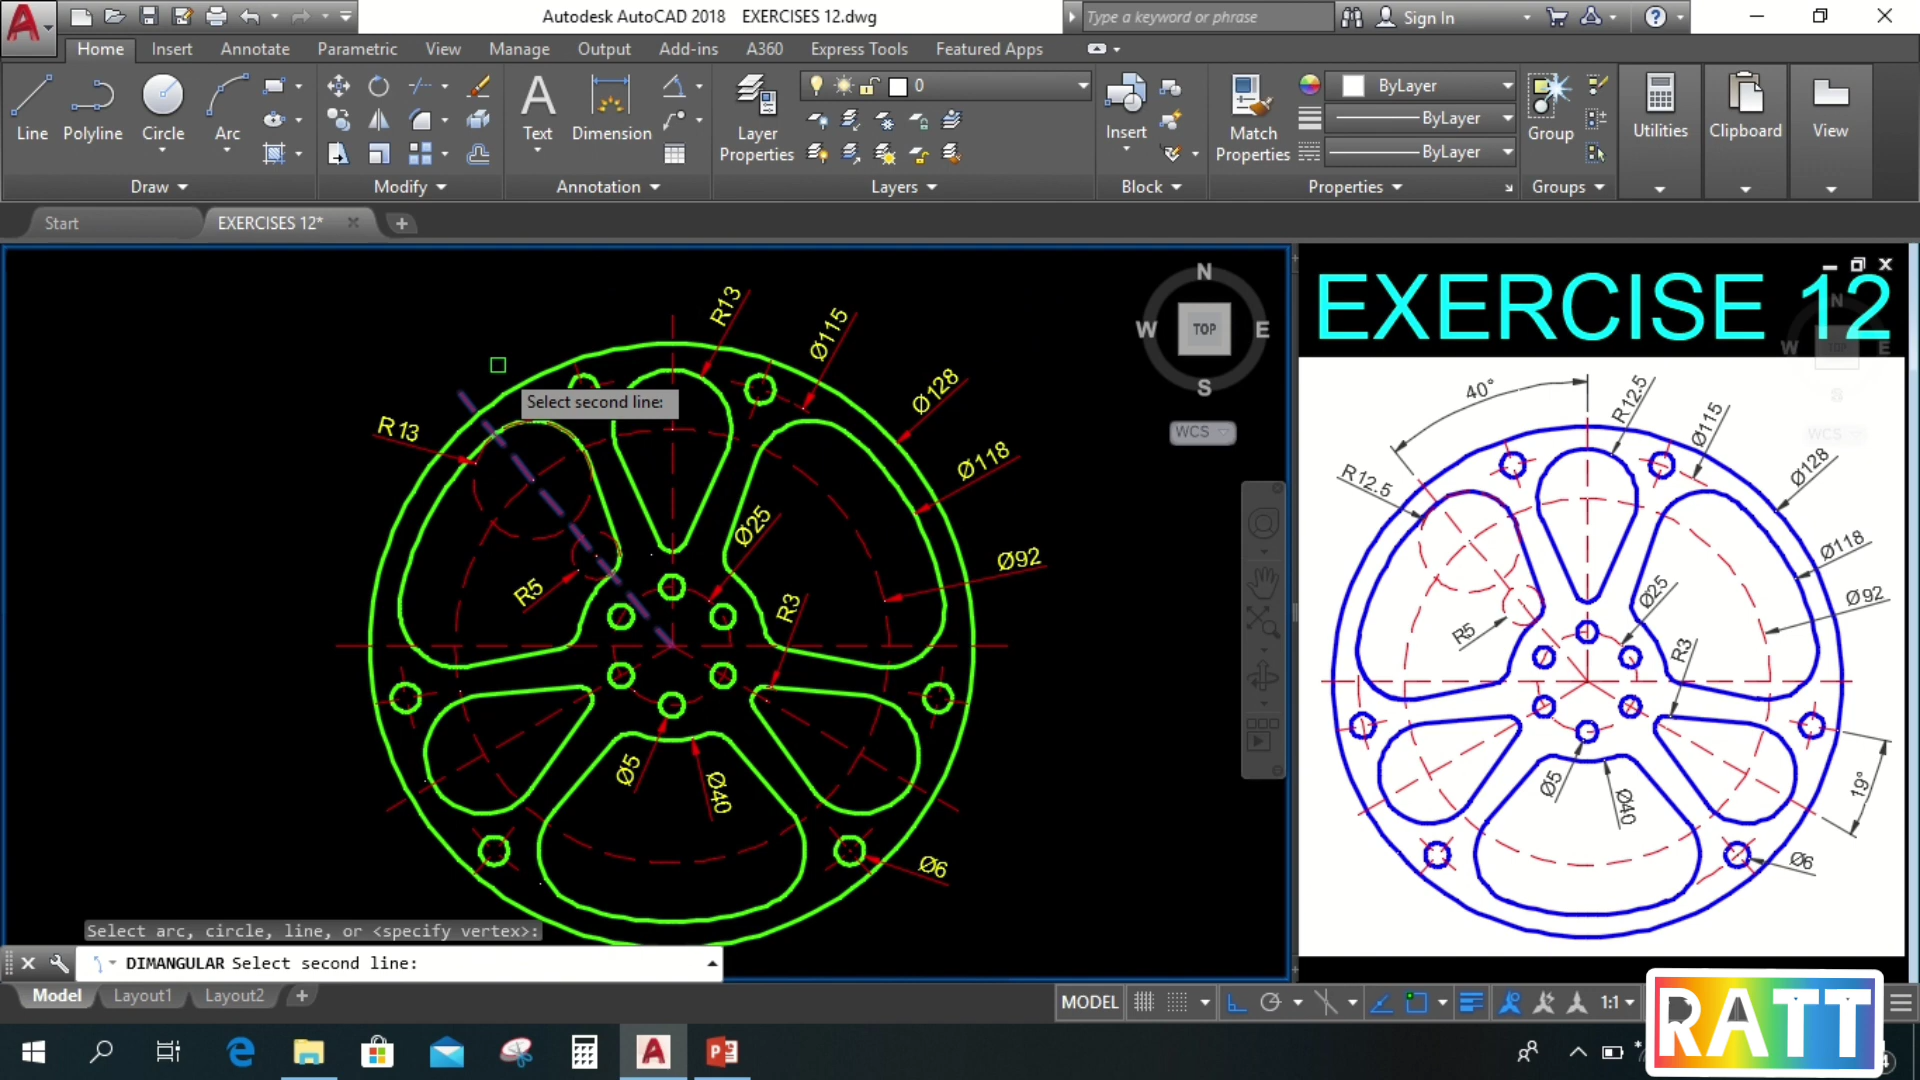 Autodesk AutoCAD 2018 EXERCISES 12.dwg
Type a keyword or phrase
Sign In
Home Insert Annotate Parametric View Manage Output Add-ins A360 Express Tools Featured Apps
Line Polyline Circle Arc
Text Dimension
Layer Properties
0
Insert
Match Properties
ByLayer
ByLayer
ByLayer
Group
Utilities
Clipboard
View
Draw Modify Annotation Layers Block Properties Groups
Start EXERCISES 12*
N
W TOP E
S
WCS
R13
Ø115
Ø128
Select second line:
R13
Ø118
Ø25
Ø92
R5
R3
Ø5
Ø40
Ø6
EXERCISE 12
N
W TOP E
S
WCS
40°
R12.5
Ø115
Ø128
R12.5
Ø118
Ø25
Ø92
R5
R3
Ø5
Ø40
19°
Ø6
Select arc, circle, line, or <specify vertex>:
DIMANGULAR Select second line:
Model Layout1 Layout2
MODEL
1:1
RATT